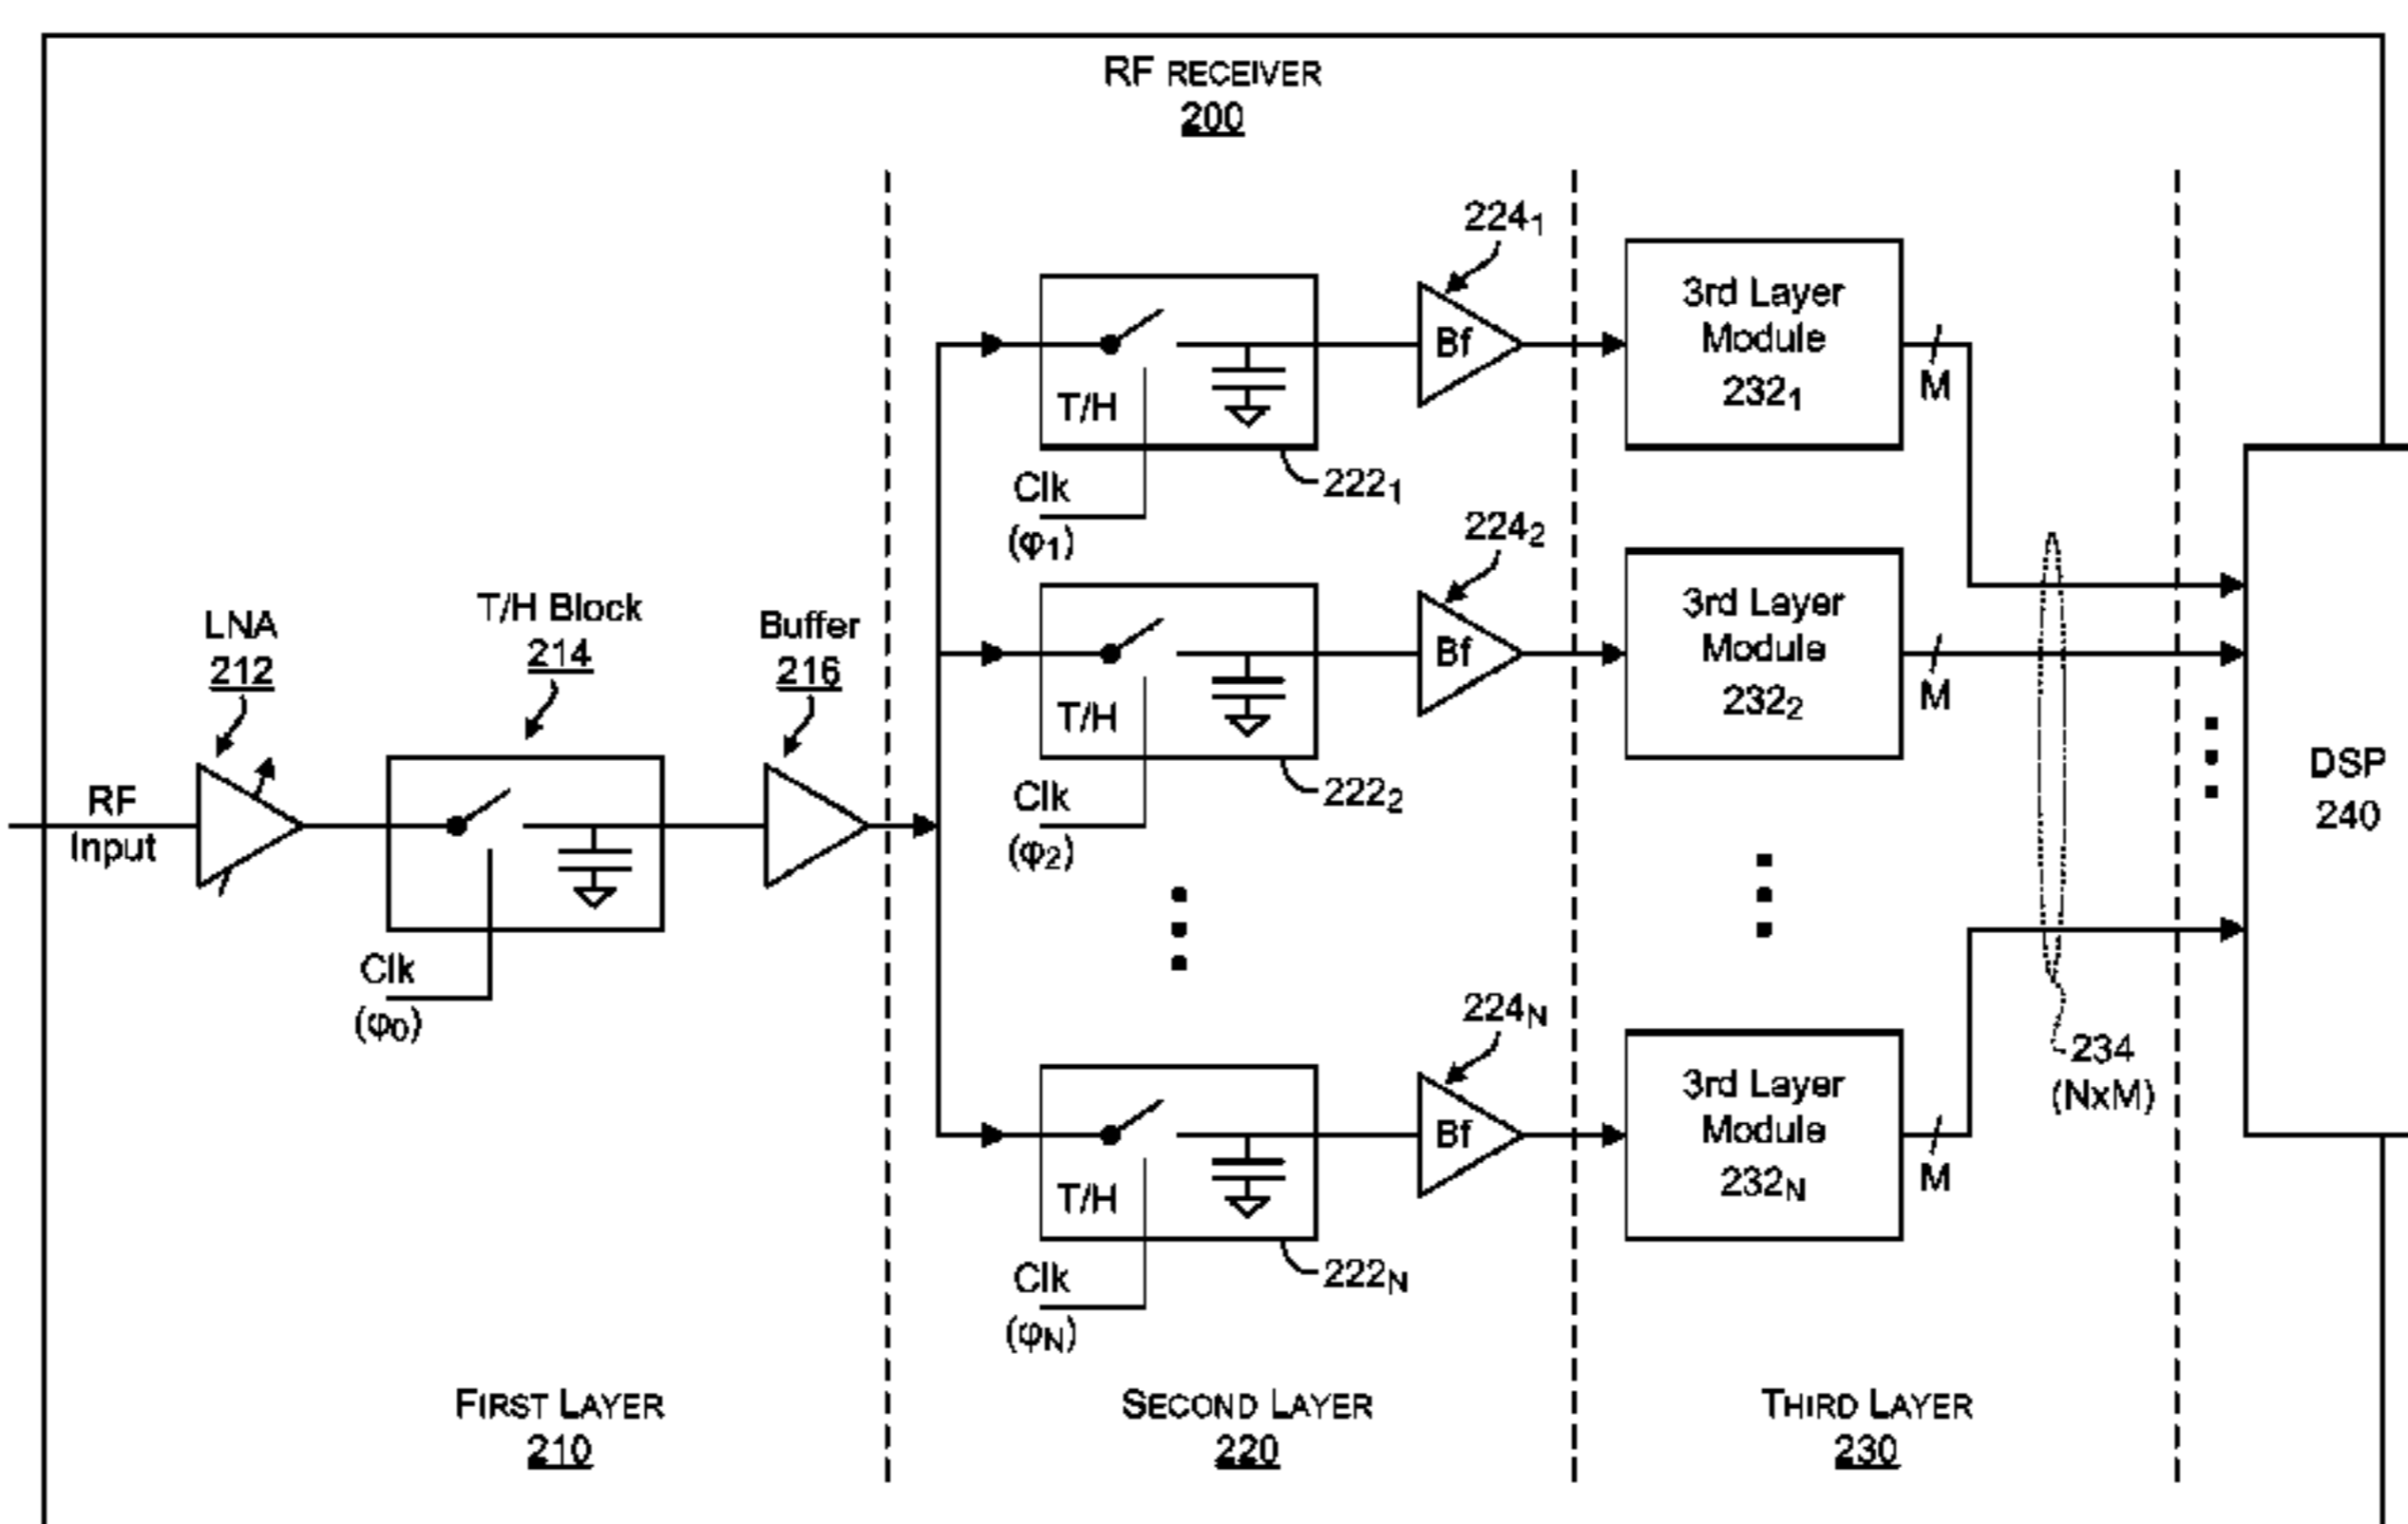 RF RECEIVER
200
224₁
3rd Layer
Module
232₁
M
Bf
T/H
Clk
(φ₁)
222₁
224₂
3rd Layer
Module
232₂
M
Bf
T/H
Clk
(φ₂)
222₂
LNA
212
T/H Block
214
Buffer
216
RF
Input
Clk
(φ₀)
DSP
240
224N
3rd Layer
Module
232N
M
Bf
T/H
Clk
(φN)
222N
234
(NxM)
FIRST LAYER
210
SECOND LAYER
220
THIRD LAYER
230